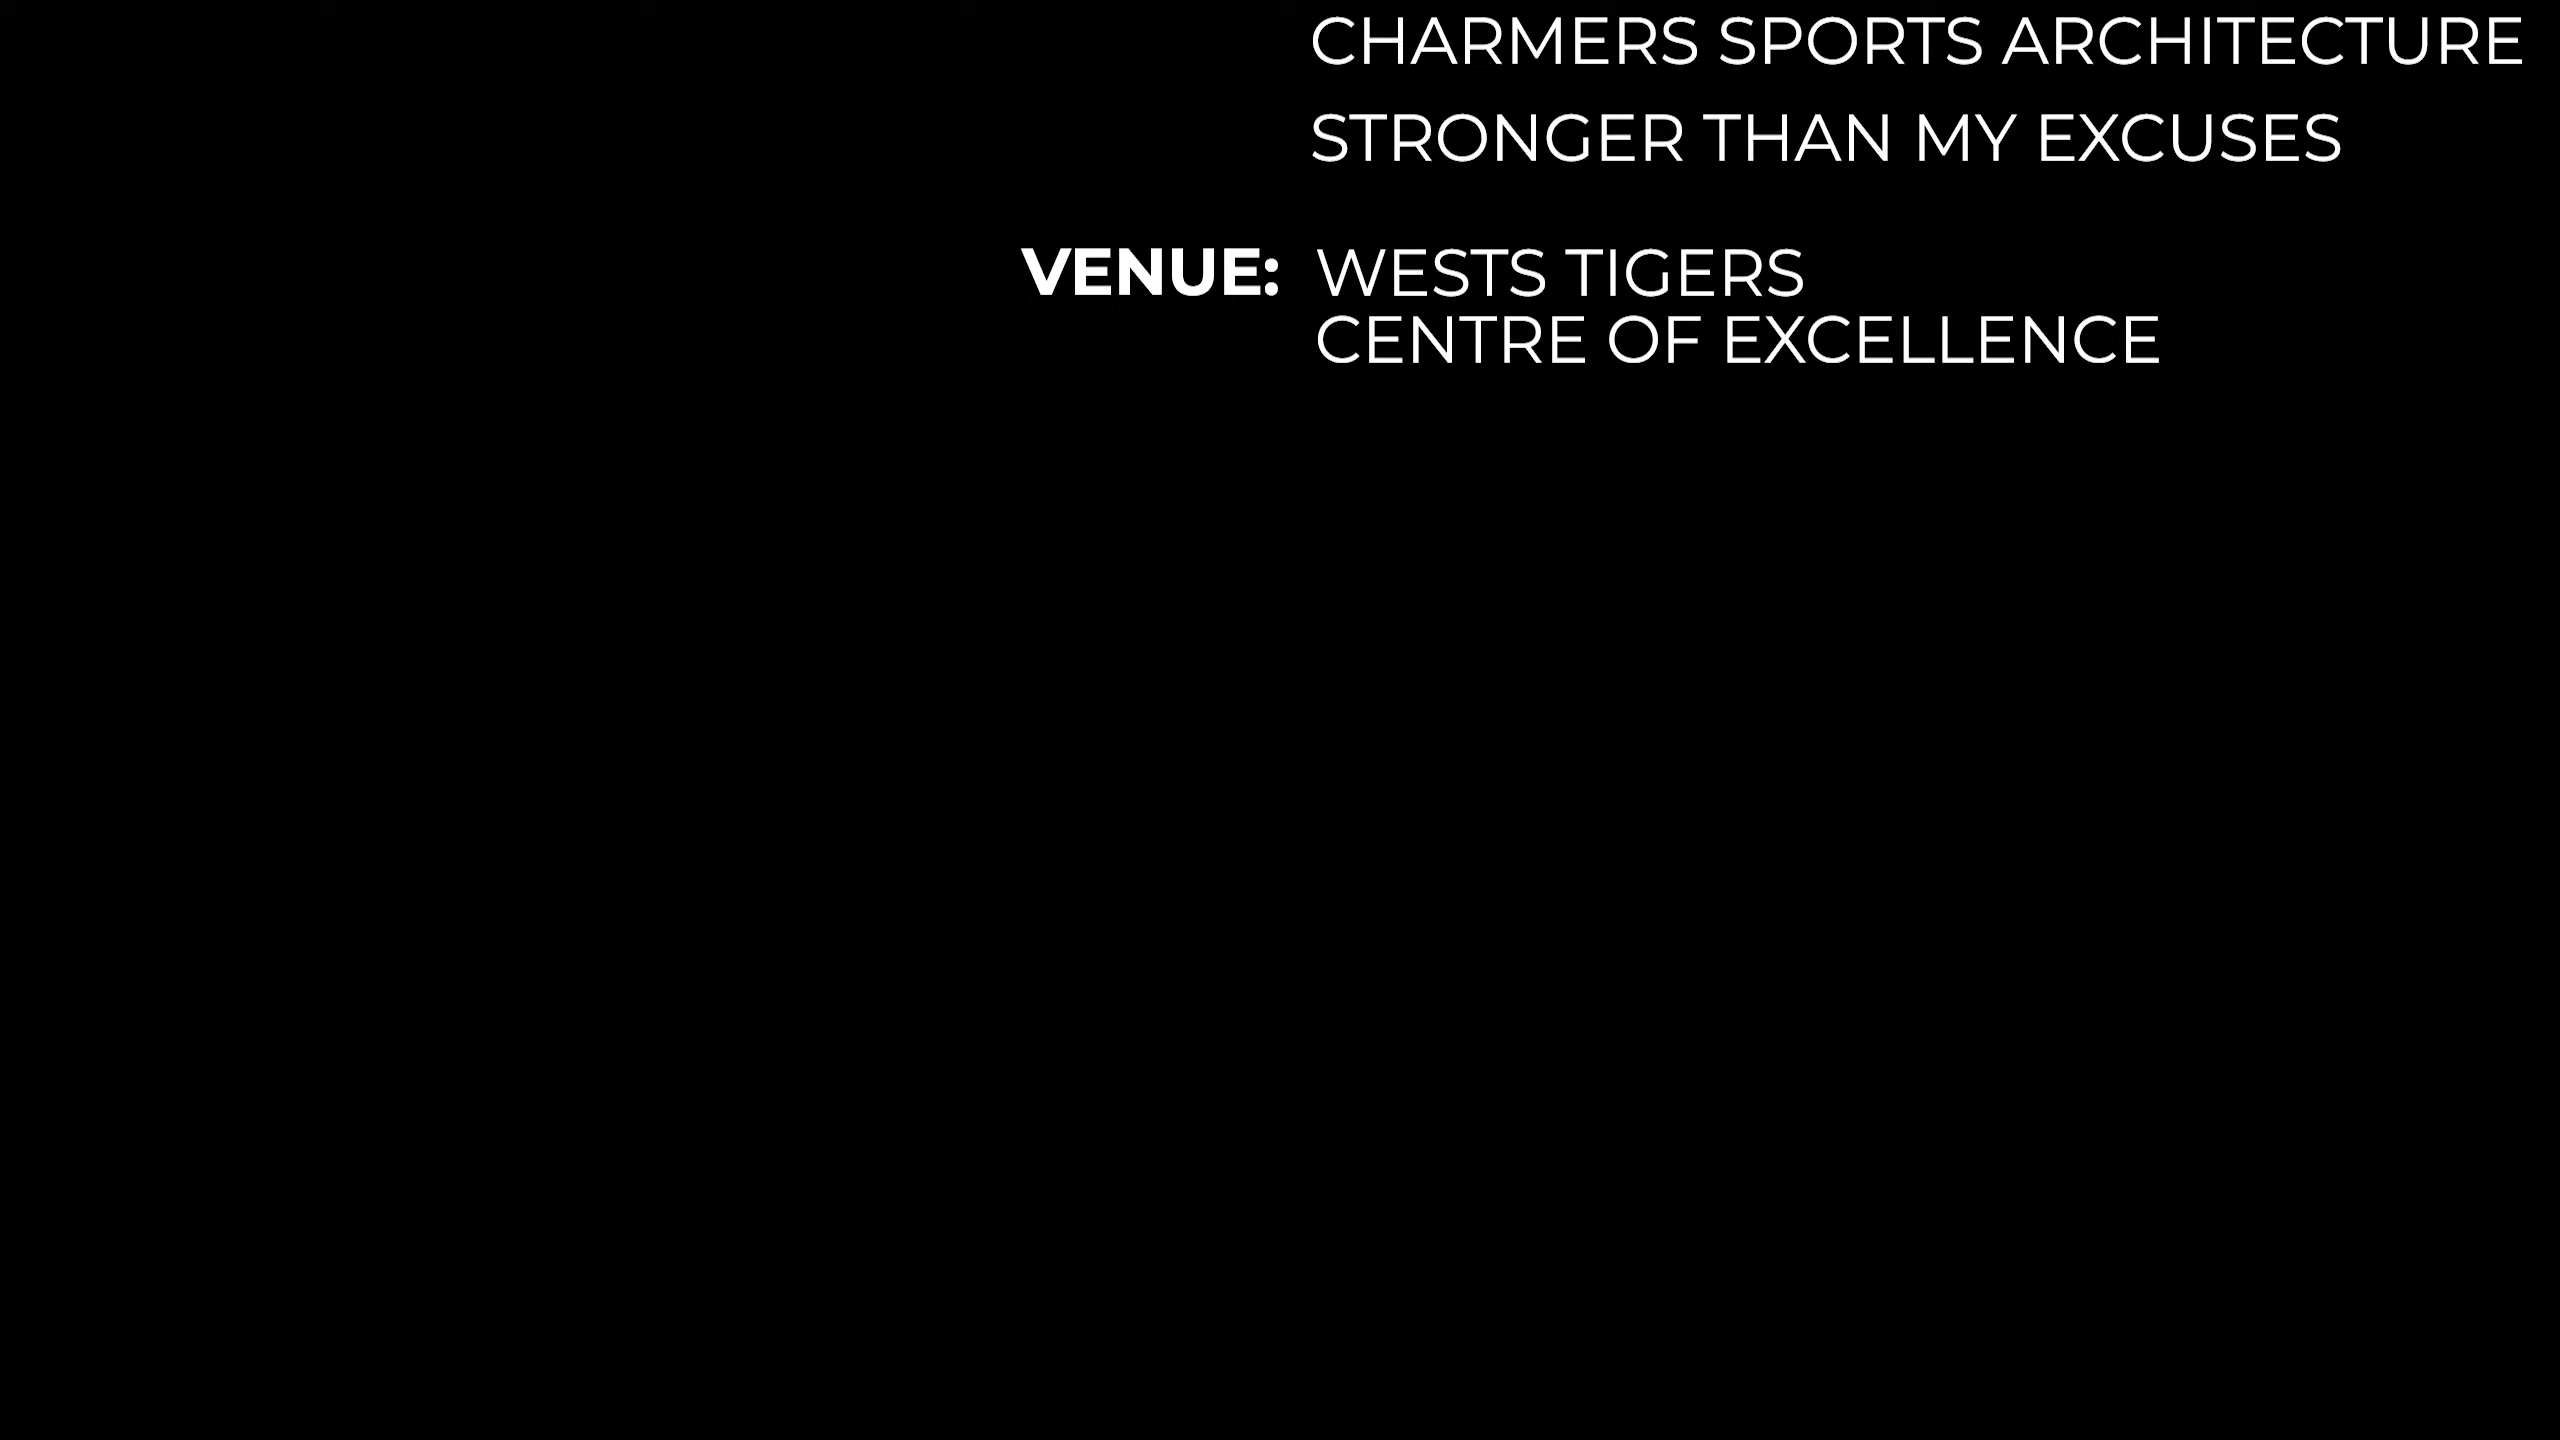 CHARMERS SPORTS ARCHITECTURE
STRONGER THAN MY EXCUSES
VENUE: WESTS TIGERS
CENTRE OF EXCELLENCE